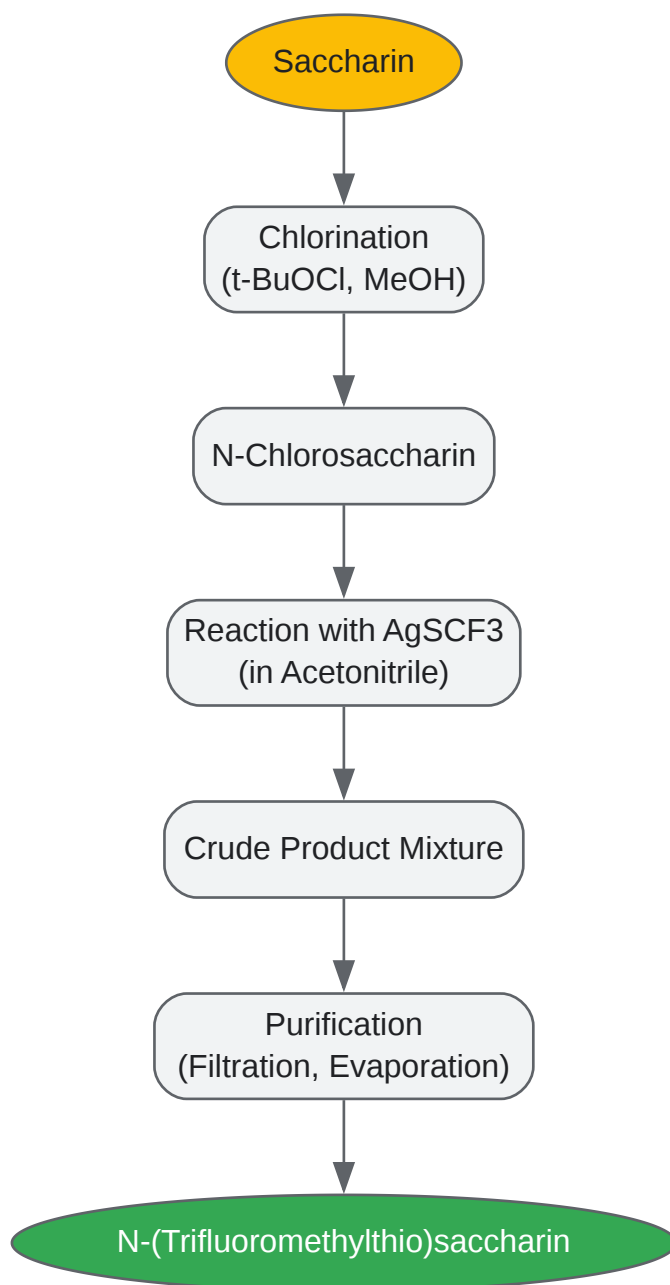 Saccharin
Chlorination
(t-BuOCl, MeOH)
N-Chlorosaccharin
Reaction with AgSCF3
(in Acetonitrile)
Crude Product Mixture
Purification
(Filtration, Evaporation)
N-(Trifluoromethylthio)saccharin